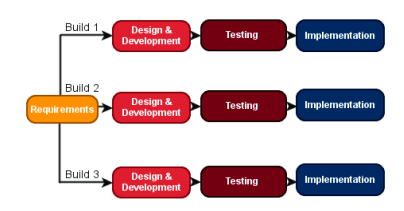 Build 1
Design &
Development
Testing
Implementation
Build 2
Requirements
Design &
Development
Testing
Implementation
Build 3
Design &
Development
Testing
Implementation